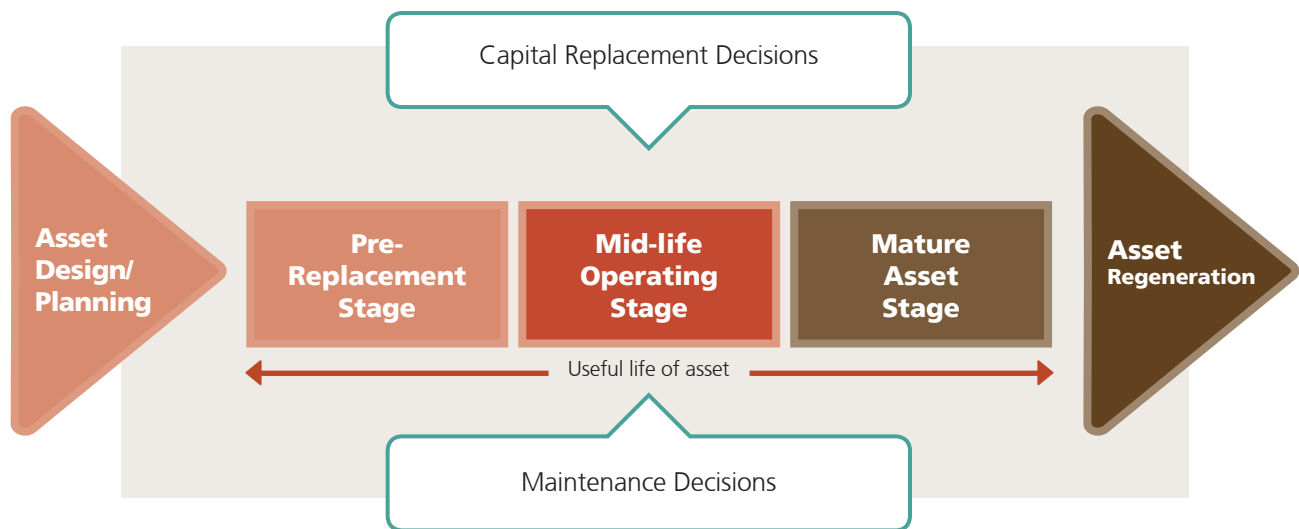 Capital Replacement Decisions
Asset
Design/
Planning
Pre-
Replacement
Stage
Mid-life
Operating
Stage
Mature
Asset
Stage
Asset
Regeneration
Useful life of asset
Maintenance Decisions